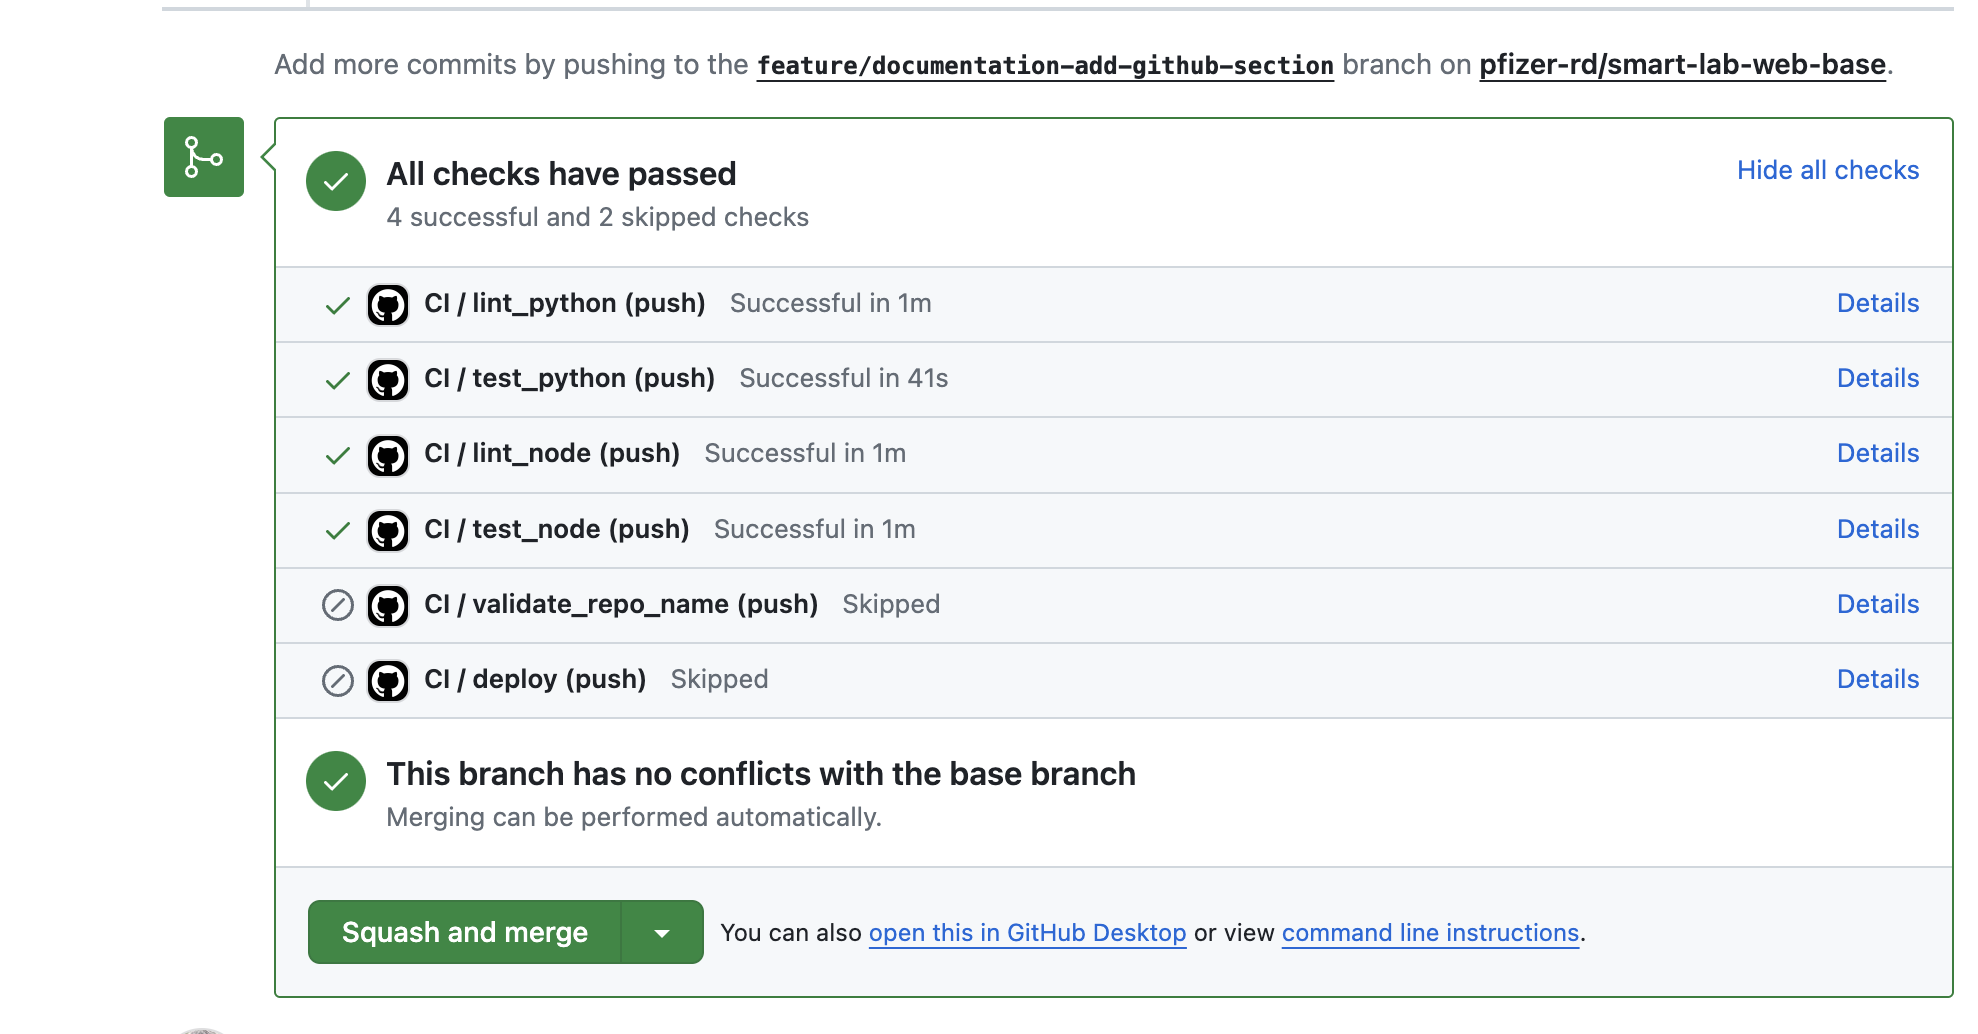 Add more commits by pushing to the feature/documentation-add-github-section branch on pfizer-rd/smart-lab-web-base.
All checks have passed
Hide all checks
4 successful and 2 skipped checks
CI / lint_python (push) Successful in 1m Details
CI / test_python (push) Successful in 41s Details
CI / lint_node (push) Successful in 1m Details
CI / test_node (push) Successful in 1m Details
CI / validate_repo_name (push) Skipped Details
CI / deploy (push) Skipped Details
This branch has no conflicts with the base branch
Merging can be performed automatically.
Squash and merge
You can also open this in GitHub Desktop or view command line instructions.